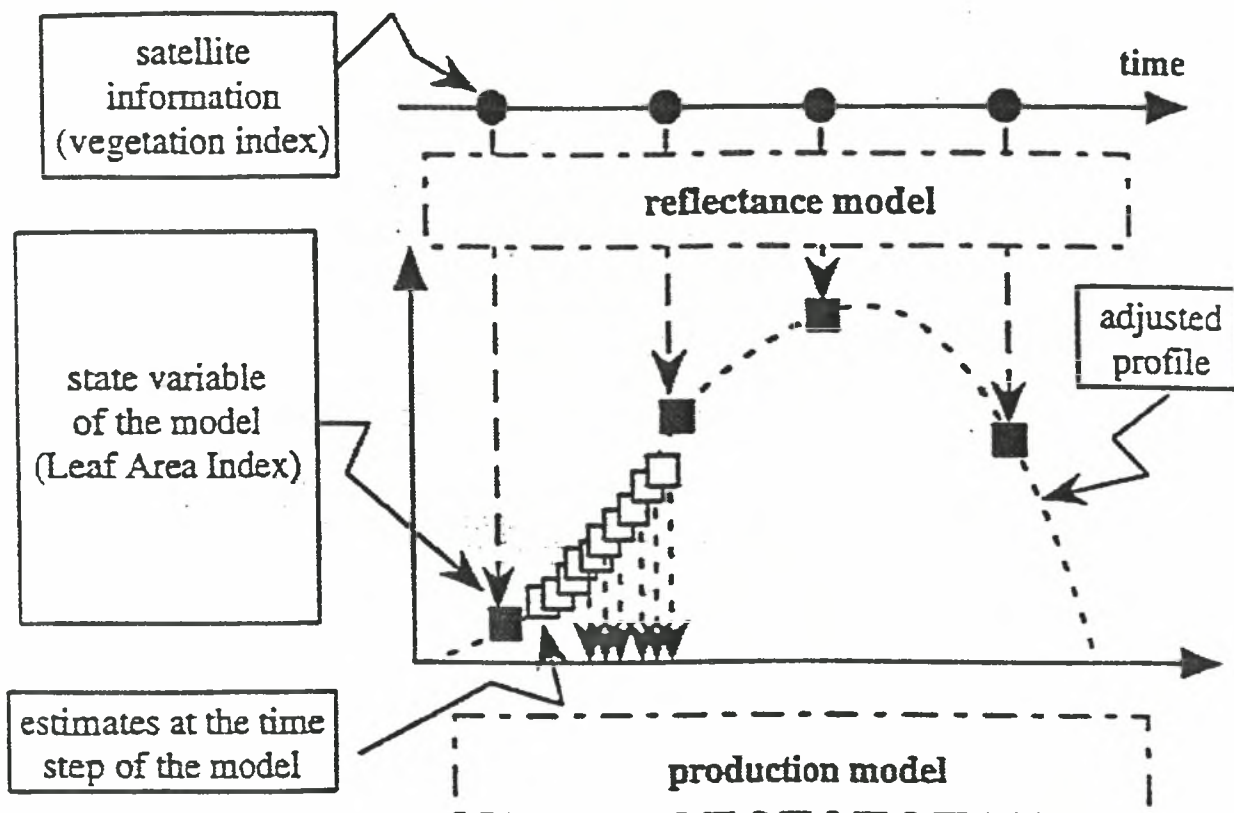 satellite
information
(vegetation index)
time
reflectance model
state variable
of the model
(Leaf Area Index)
adjusted
profile
estimates at the time
step of the model
production model